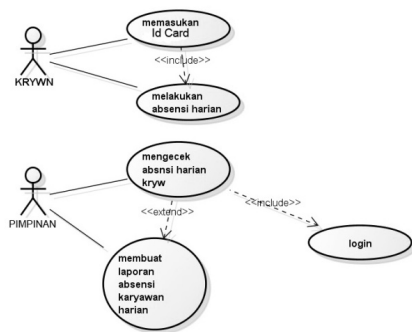 memasukan
Id Card
<<include>>
KRYWN
melakukan
absensi harian
mengecek
absnsi harian
kryw
<<extend>>
<<include>>
PIMPINAN
login
membuat
laporan
absensi
karyawan
harian